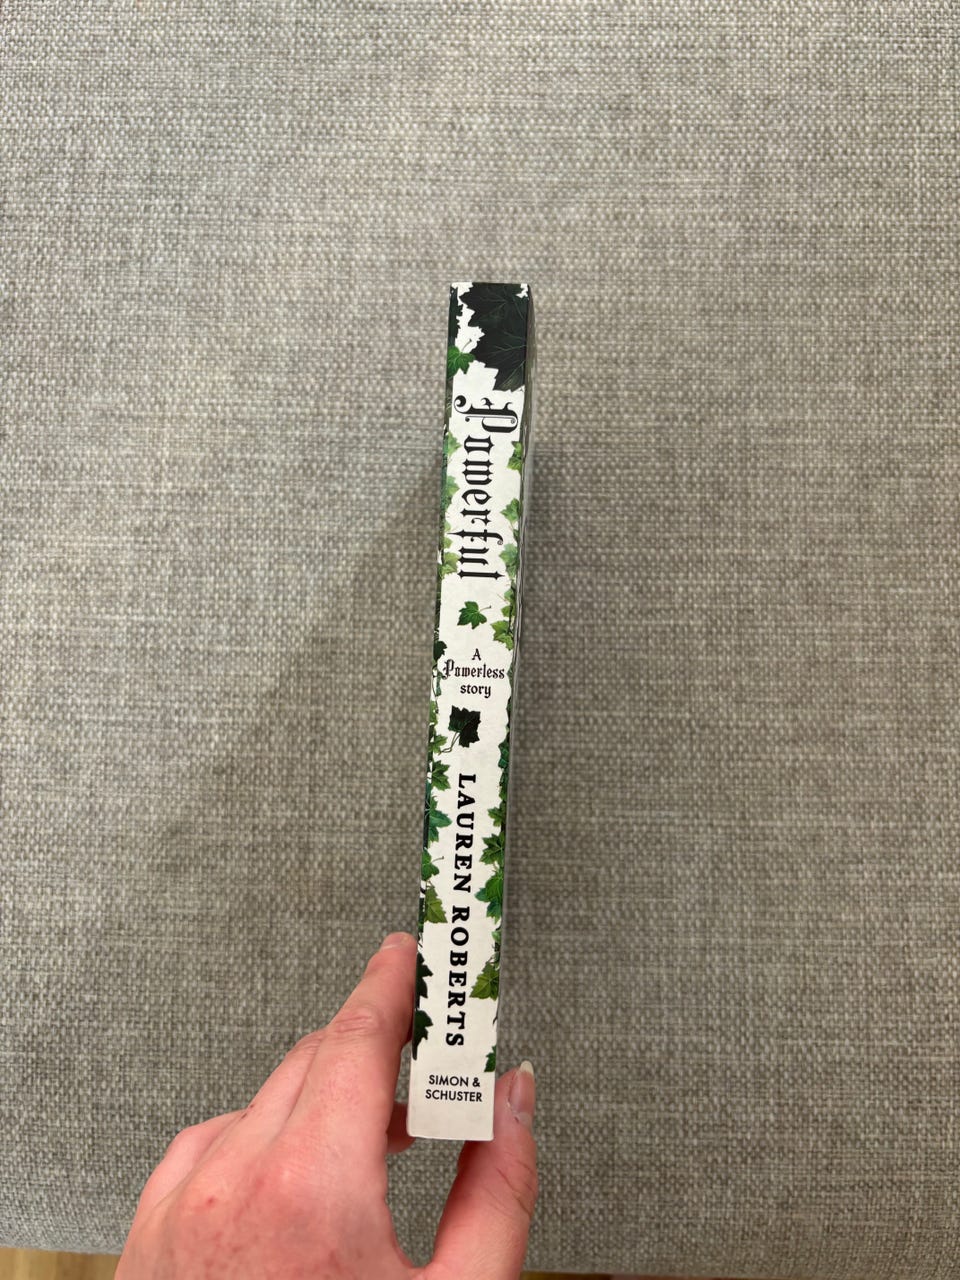 Powerful
A
Powerless
story
LAUREN ROBERTS
SIMON &
SCHUSTER